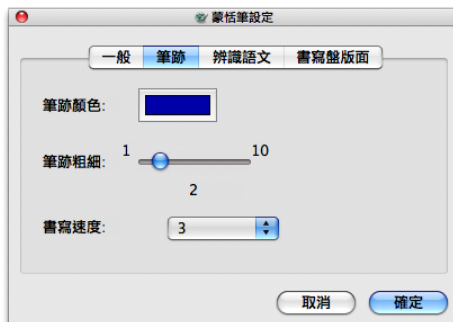 蒙恬筆設定
一般 筆跡 辨識語文 書寫盤版面
筆跡顏色:
筆跡粗細: 1 10
2
書寫速度: 3
取消 確定